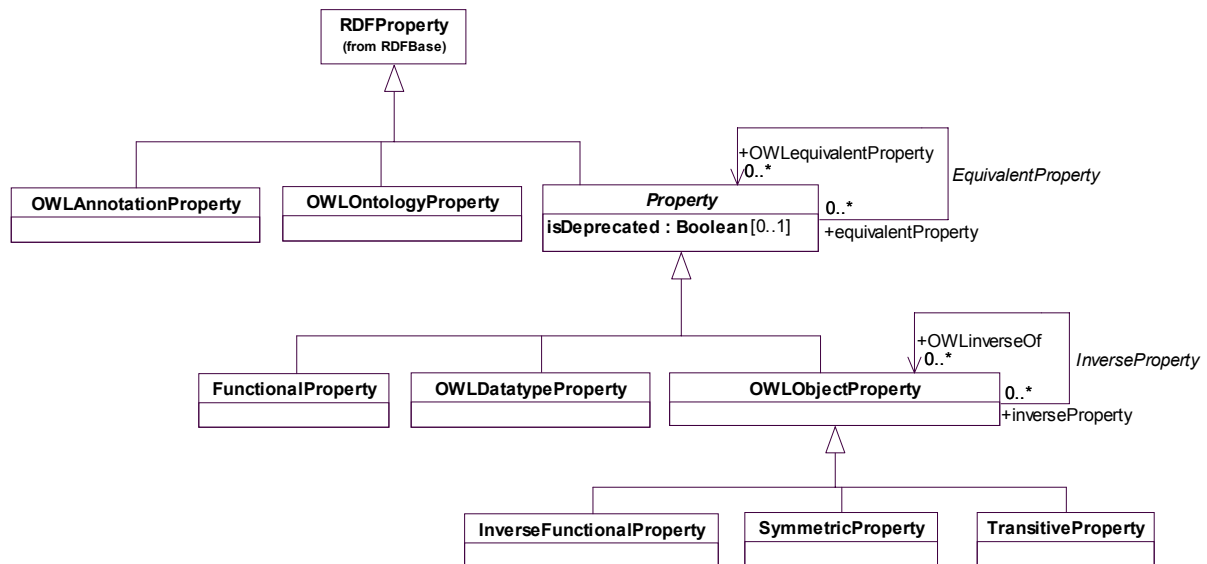 RDFProperty
(from RDFBase)
+OWLequivalentProperty
0..*
EquivalentProperty
OWLAnnotationProperty
OWLOntologyProperty
Property
0..*
isDeprecated : Boolean[0..1]
+equivalentProperty
+OWLinverseOf
0..*
InverseProperty
FunctionalProperty
OWLDatatypeProperty
OWLObjectProperty
0..*
+inverseProperty
InverseFunctionalProperty
SymmetricProperty
TransitiveProperty